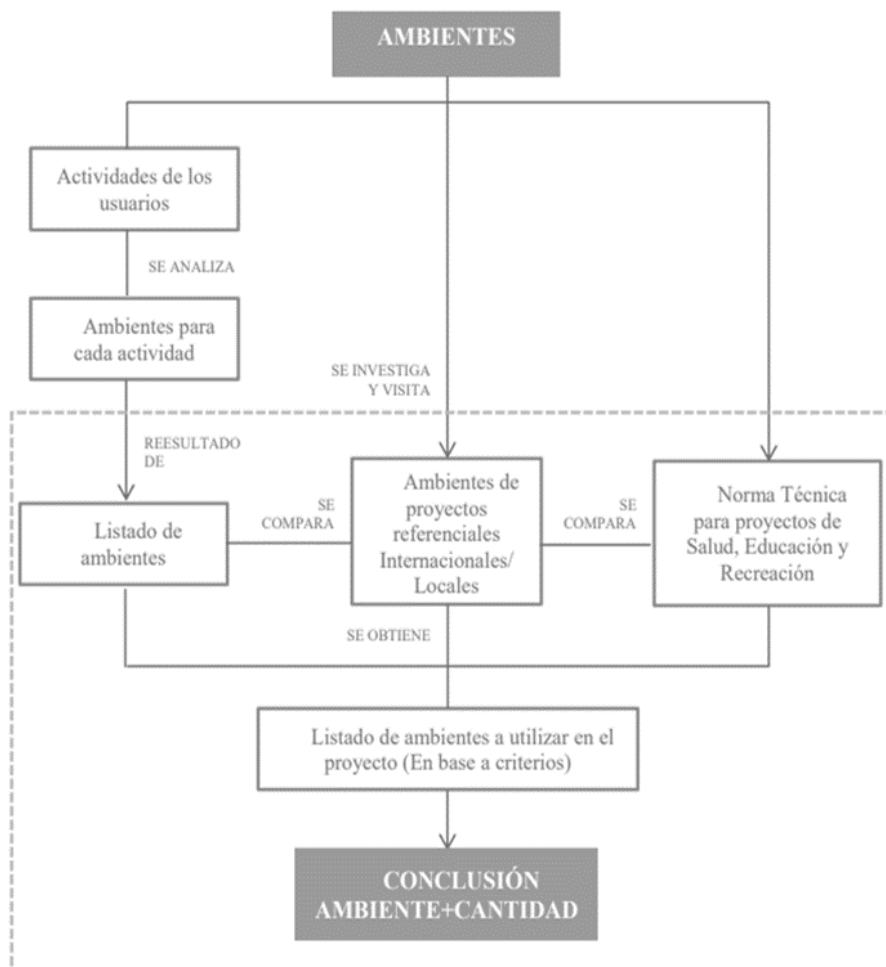 AMBIENTES
Actividades de los
usuarios
SE ANALIZA
Ambientes para
cada actividad
SE INVESTIGA
Y VISITA
REESULTADO
DE
Listado de
ambientes
SE
COMPARA
Ambientes de
proyectos
referenciales
Internacionales/
Locales
SE
COMPARA
Norma Técnica
para proyectos de
Salud, Educación y
Recreación
SE OBTIENE
Listado de ambientes a utilizar en el
proyecto (En base a criterios)
CONCLUSIÓN
AMBIENTE+CANTIDAD